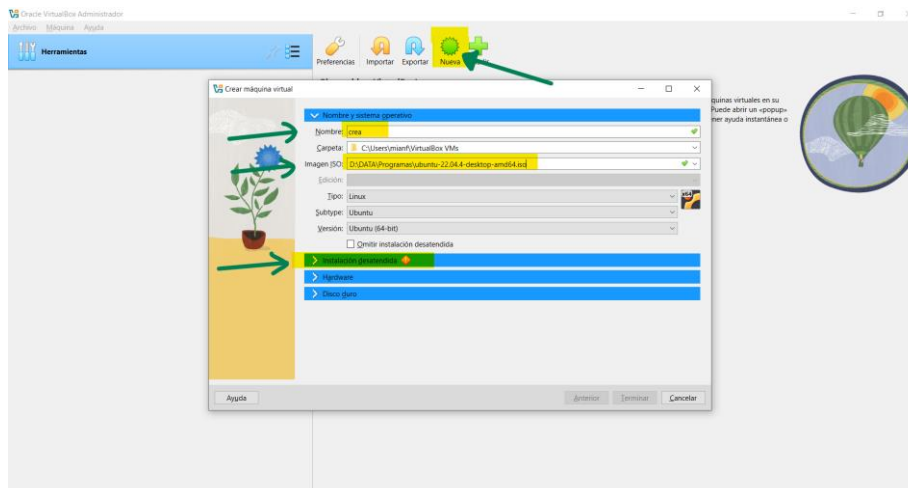 Oracle VirtualBox Administrador
Archivo Máquina Ayuda
Herramientas
Preferencias Importar Exportar Nueva
Crear máquina virtual
quinas virtuales en su
Puede abrir un «popup»
ner ayuda instantánea o
Nombre y sistema operativo
Nombre: crea
Carpeta: C:\Users\mianf\VirtualBox VMs
Imagen ISO: D:\DATA\Programas\ubuntu-22.04.4-desktop-amd64.iso
Edición:
Tipo: Linux
Subtype: Ubuntu
Versión: Ubuntu (64-bit)
Omitir instalación desatendida
Instalación desatendida
Hardware
Disco duro
Ayuda Anterior Terminar Cancelar